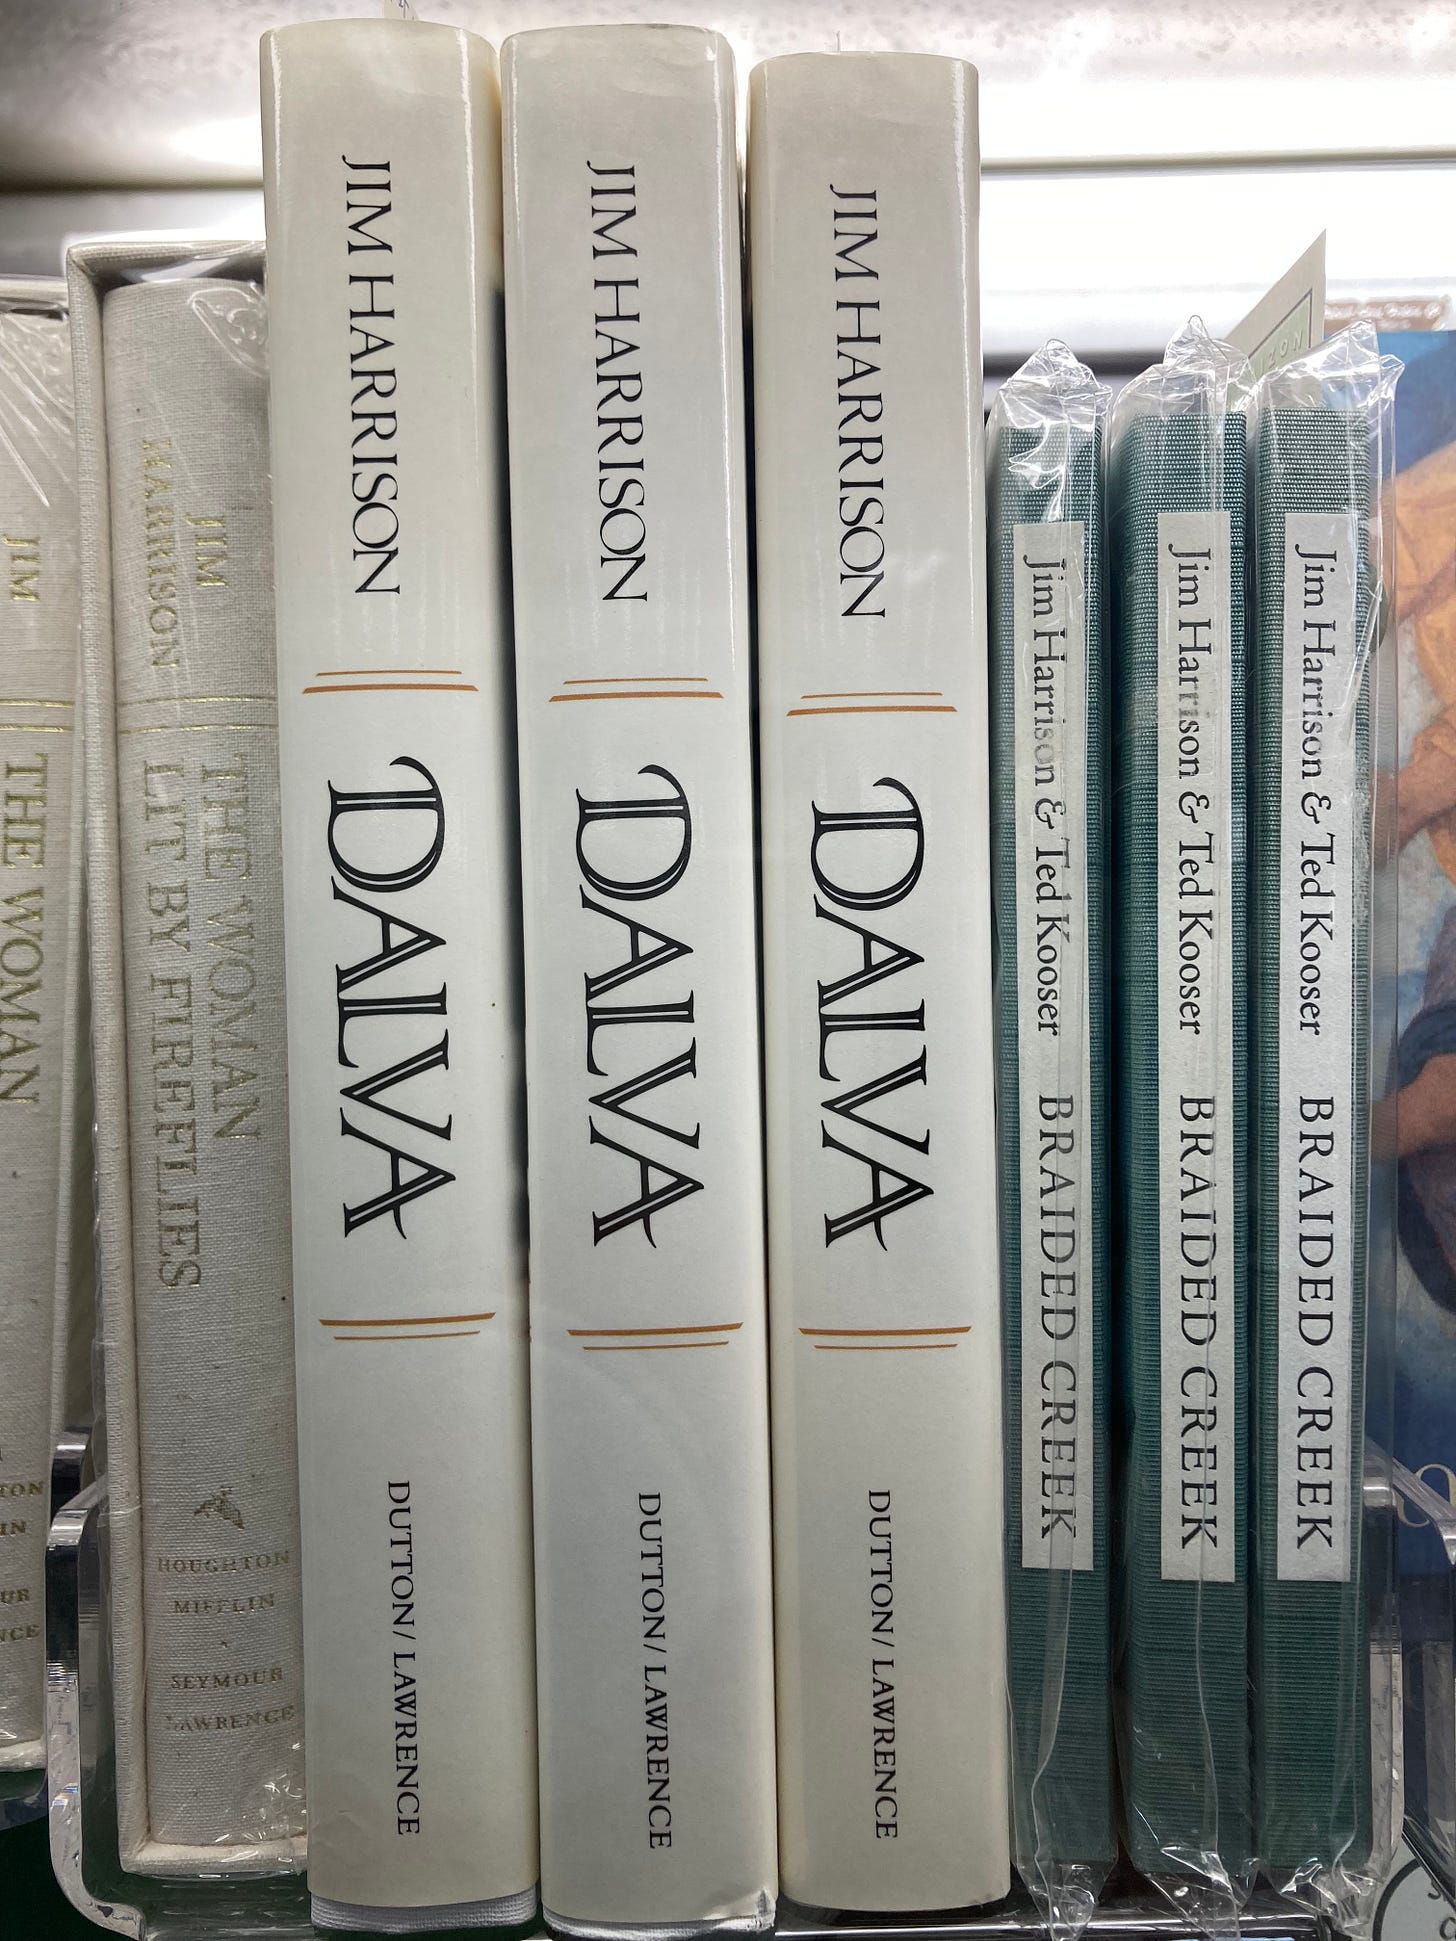 JIM
THE WOMAN
JIM
HARRISON
THE WOMAN
LIT BY FIREFLIES
HOUGHTON
MIFFLIN
SEYMOUR
LAWRENCE
JIM HARRISON
DALVA
DUTTON / LAWRENCE
JIM HARRISON
DALVA
DUTTON / LAWRENCE
JIM HARRISON
DALVA
DUTTON / LAWRENCE
Jim Harrison & Ted Kooser BRAIDED CREEK
Jim Harrison & Ted Kooser BRAIDED CREEK
Jim Harrison & Ted Kooser BRAIDED CREEK